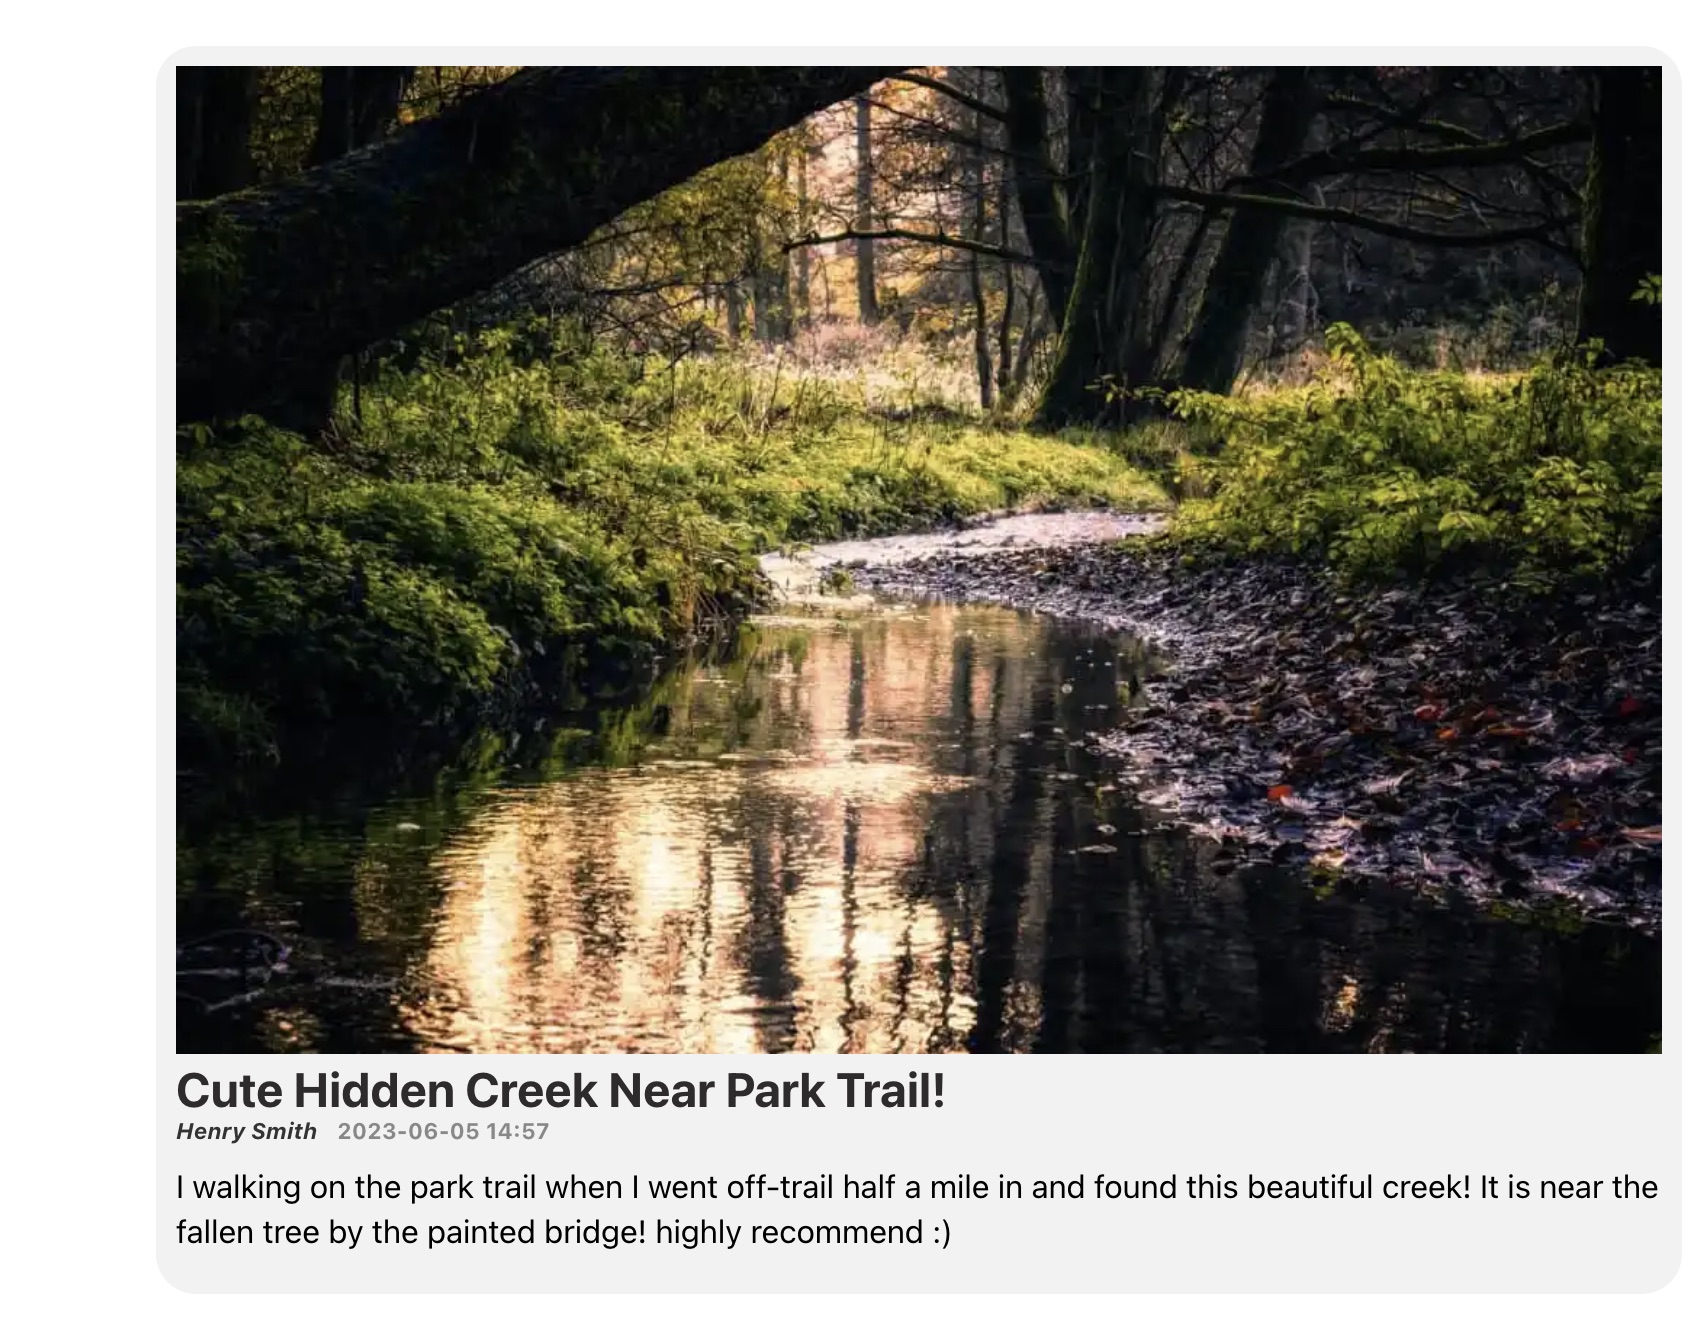 Cute Hidden Creek Near Park Trail!
Henry Smith 2023-06-05 14:57
I walking on the park trail when I went off-trail half a mile in and found this beautiful creek! It is near the
fallen tree by the painted bridge! highly recommend :)